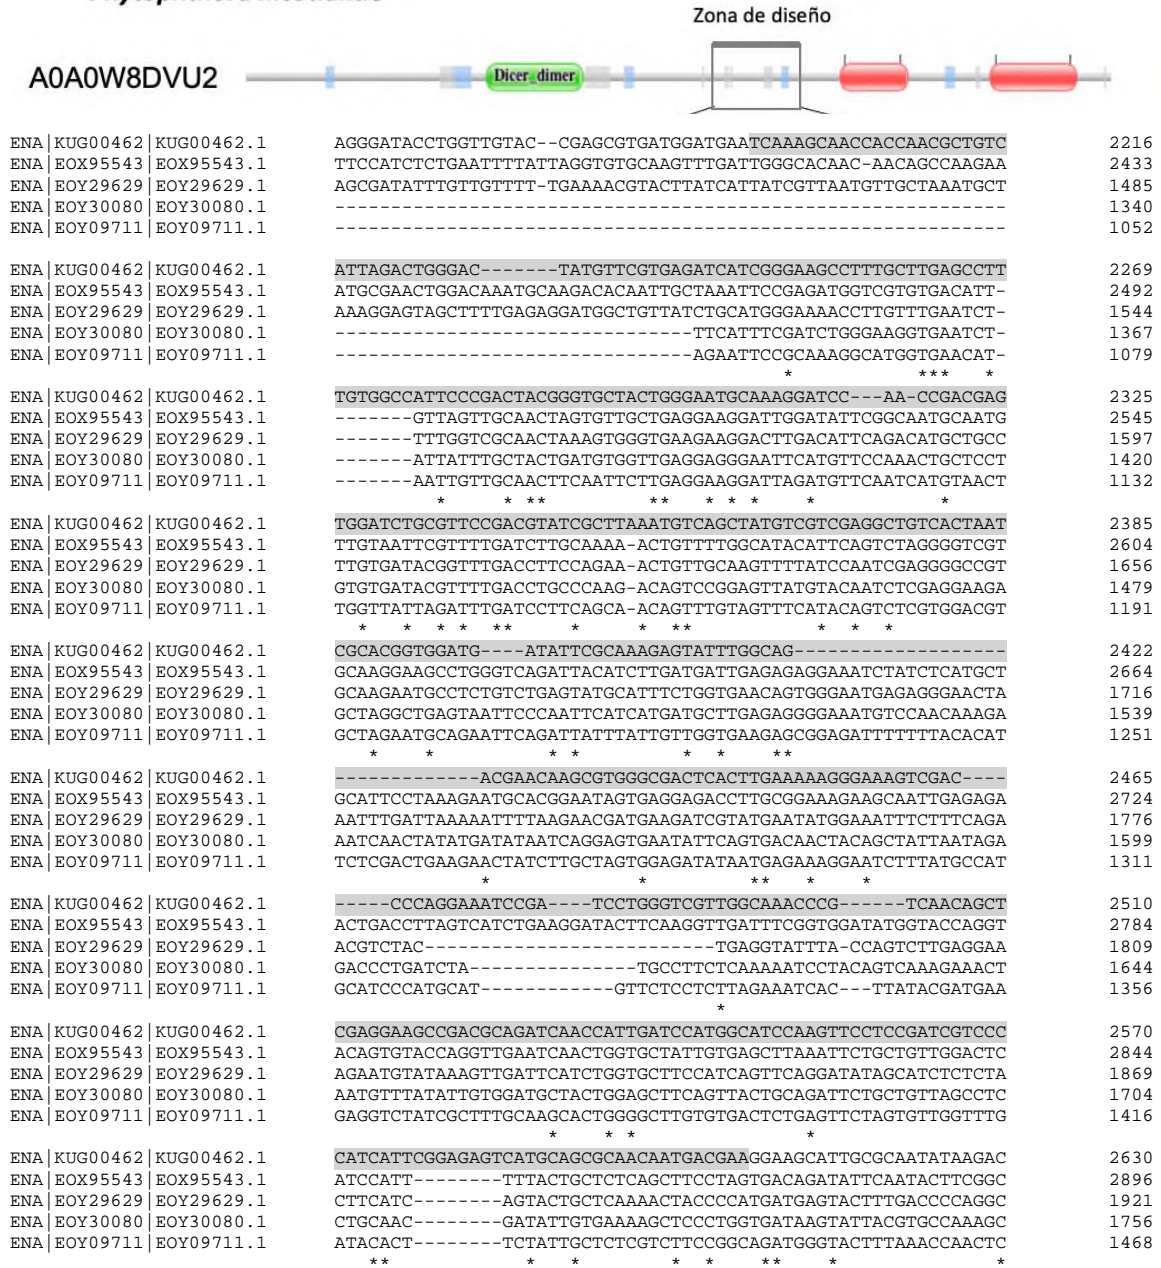 Phytophthora nicotianae
Zona de diseño
A0A0W8DVU2
Dicer_dimer
ENA|KUG00462|KUG00462.1 AGGGATACCTGGTTGTAC--CGAGCGTGATGGATGAATCAAAGCAACCACCAACGCTGTC 2216
ENA|EOX95543|EOX95543.1 TTCCATCTCTGAATTTTATTAGGTGTGCAAGTTTGATTGGGCACAAC-AACAGCCAAGAA 2433
ENA|EOY29629|EOY29629.1 AGCGATATTTGTTGTTTT-TGAAAACGTACTTATCATTATCGTTAATGTTGCTAAATGCT 1485
ENA|EOY30080|EOY30080.1 ------------------------------------------------------------ 1340
ENA|EOY09711|EOY09711.1 ------------------------------------------------------------ 1052
ENA|KUG00462|KUG00462.1 ATTAGACTGGGAC-------TATGTTCGTGAGATCATCGGGAAGCCTTTGCTTGAGCCTT 2269
ENA|EOX95543|EOX95543.1 ATGCGAACTGGACAAATGCAAGACACAATTGCTAAATTCCGAGATGGTCGTGTGACATT- 2492
ENA|EOY29629|EOY29629.1 AAAGGAGTAGCTTTTGAGAGGATGGCTGTTATCTGCATGGGAAAACCTTGTTTGAATCT- 1544
ENA|EOY30080|EOY30080.1 --------------------------------TTCATTTCGATCTGGGAAGGTGAATCT- 1367
ENA|EOY09711|EOY09711.1 --------------------------------AGAATTCCGCAAAGGCATGGTGAACAT- 1079
* *** *
ENA|KUG00462|KUG00462.1 TGTGGCCATTCCCGACTACGGGTGCTACTGGGAATGCAAAGGATCC---AA-CCGACGAG 2325
ENA|EOX95543|EOX95543.1 -------GTTAGTTGCAACTAGTGTTGCTGAGGAAGGATTGGATATTCGGCAATGCAATG 2545
ENA|EOY29629|EOY29629.1 -------TTTGGTCGCAACTAAAGTGGGTGAAGAAGGACTTGACATTCAGACATGCTGCC 1597
ENA|EOY30080|EOY30080.1 -------ATTATTTGCTACTGATGTGGTTGAGGAGGGAATTCATGTTCCAAACTGCTCCT 1420
ENA|EOY09711|EOY09711.1 -------AATTGTTGCAACTTCAATTCTTGAGGAAGGATTAGATGTTCAATCATGTAACT 1132
* * ** ** * * * * *
ENA|KUG00462|KUG00462.1 TGGATCTGCGTTCCGACGTATCGCTTAAATGTCAGCTATGTCGTCGAGGCTGTCACTAAT 2385
ENA|EOX95543|EOX95543.1 TTGTAATTCGTTTTGATCTTGCAAAA-ACTGTTTTGGCATACATTCAGTCTAGGGGTCGT 2604
ENA|EOY29629|EOY29629.1 TTGTGATACGGTTTGACCTTCCAGAA-ACTGTTGCAAGTTTTATCCAATCGAGGGGCCGT 1656
ENA|EOY30080|EOY30080.1 GTGTGATACGTTTTGACCTGCCCAAG-ACAGTCCGGAGTTATGTACAATCTCGAGGAAGA 1479
ENA|EOY09711|EOY09711.1 TGGTTATTAGATTTGATCCTTCAGCA-ACAGTTTGTAGTTTCATACAGTCTCGTGGACGT 1191
* * * * ** * * ** * * *
ENA|KUG00462|KUG00462.1 CGCACGGTGGATG----ATATTCGCAAAGAGTATTTGGCAG------------------- 2422
ENA|EOX95543|EOX95543.1 GCAAGGAAGCCTGGGTCAGATTACATCTTGATGATTGAGAGAGGAAATCTATCTCATGCT 2664
ENA|EOY29629|EOY29629.1 GCAAGAATGCCTCTGTCTGAGTATGCATTTCTGGTGAACAGTGGGAATGAGAGGGAACTA 1716
ENA|EOY30080|EOY30080.1 GCTAGGCTGAGTAATTCCCAATTCATCATGATGCTTGAGAGGGGAAATGTCCAACAAAGA 1539
ENA|EOY09711|EOY09711.1 GCTAGAATGCAGAATTCAGATTATTTATTGTTGGTGAAGAGCGGAGATTTTTTTACACAT 1251
* * * * * * **
ENA|KUG00462|KUG00462.1 -------------ACGAACAAGCGTGGGCGACTCACTTGAAAAAGGGAAAGTCGAC---- 2465
ENA|EOX95543|EOX95543.1 GCATTCCTAAAGAATGCACGGAATAGTGAGGAGACCTTGCGGAAAGAAGCAATTGAGAGA 2724
ENA|EOY29629|EOY29629.1 AATTTGATTAAAAATTTTAAGAACGATGAAGATCGTATGAATATGGAAATTTCTTTCAGA 1776
ENA|EOY30080|EOY30080.1 AATCAACTATATGATATAATCAGGAGTGAATATTCAGTGACAACTACAGCTATTAATAGA 1599
ENA|EOY09711|EOY09711.1 TCTCGACTGAAGAACTATCTTGCTAGTGGAGATATAATGAGAAAGGAATCTTTATGCCAT 1311
* * ** * *
ENA|KUG00462|KUG00462.1 -----CCCAGGAAATCCGA----TCCTGGGTCGTTGGCAAACCCG------TCAACAGCT 2510
ENA|EOX95543|EOX95543.1 ACTGACCTTAGTCATCTGAAGGATACTTCAAGGTTGATTTCGGTGGATATGGTACCAGGT 2784
ENA|EOY29629|EOY29629.1 ACGTCTAC--------------------------TGAGGTATTTA-CCAGTCTTGAGGAA 1809
ENA|EOY30080|EOY30080.1 GACCCTGATCTA---------------TGCCTTCTCAAAAATCCTACAGTCAAAGAAACT 1644
ENA|EOY09711|EOY09711.1 GCATCCCATGCAT------------GTTCTCCTCTTAGAAATCAC---TTATACGATGAA 1356
*
ENA|KUG00462|KUG00462.1 CGAGGAAGCCGACGCAGATCAACCATTGATCCATGGCATCCAAGTTCCTCCGATCGTCCC 2570
ENA|EOX95543|EOX95543.1 ACAGTGTACCAGGTTGAATCAACTGGTGCTATTGTGAGCTTAAATTCTGCTGTTGGACTC 2844
ENA|EOY29629|EOY29629.1 AGAATGTATAAAGTTGATTCATCTGGTGCTTCCATCAGTTCAGGATATAGCATCTCTCTA 1869
ENA|EOY30080|EOY30080.1 AATGTTTATATTGTGGATGCTACTGGAGCTTCAGTTACTGCAGATTCTGCTGTTAGCCTC 1704
ENA|EOY09711|EOY09711.1 GAGGTCTATCGCTTTGCAAGCACTGGGGCTTGTGTGACTCTGAGTTCTAGTGTTGGTTTG 1416
* * * *
ENA|KUG00462|KUG00462.1 CATCATTCGGAGAGTCATGCAGCGCAACAATGACGAAGGAAGCATTGCGCAATATAAGAC 2630
ENA|EOX95543|EOX95543.1 ATCCATT--------TTTACTGCTCTCAGCTTCCTAGTGACAGATATTCAATACTTCGGC 2896
ENA|EOY29629|EOY29629.1 CTTCATC--------AGTACTGCTCAAAACTACCCCATGATGAGTACTTTGACCCCAGGC 1921
ENA|EOY30080|EOY30080.1 CTGCAAC--------GATATTGTGAAAAGCTCCCTGGTGATAAGTATTACGTGCCAAAGC 1756
ENA|EOY09711|EOY09711.1 ATACACT--------TCTATTGCTCTCGTCTTCCGGCAGATGGGTACTTTAAACCAACTC 1468
** * * * * ** * *